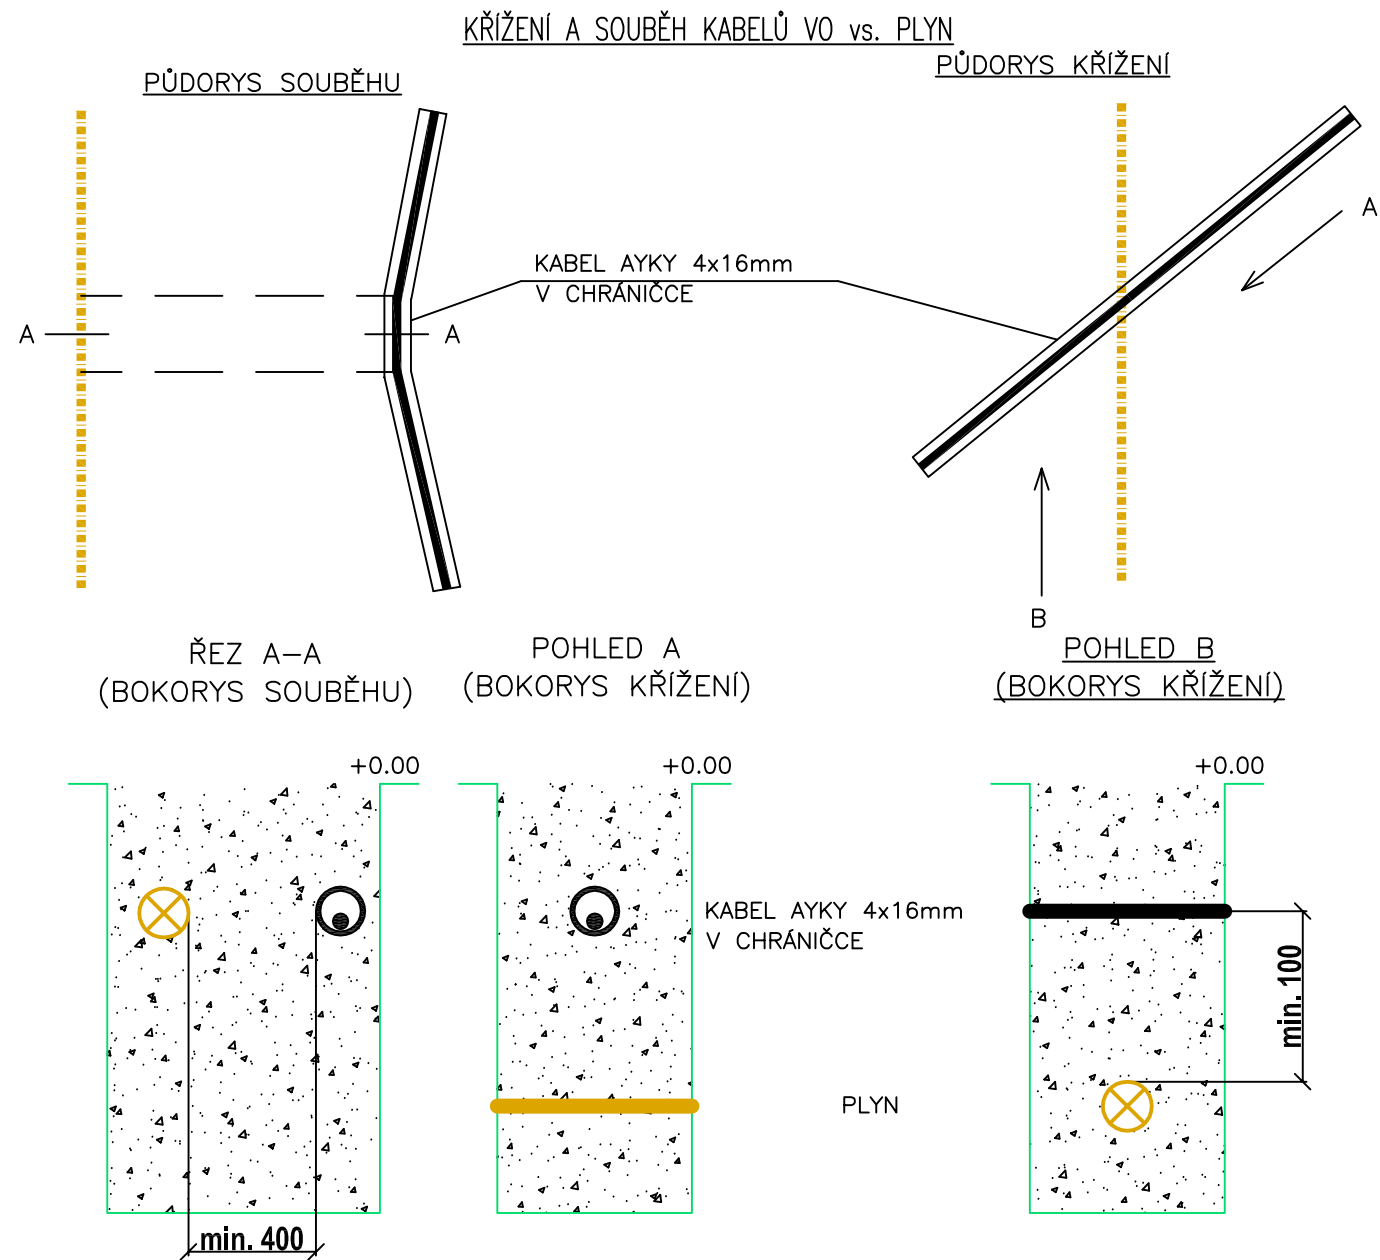 KŘÍŽENÍ A SOUBĚH KABELŮ VO vs. PLYN
PŮDORYS SOUBĚHU
PŮDORYS KŘÍŽENÍ
A
KABEL AYKY 4x16mm
V CHRÁNIČCE
A
A
B
ŘEZ A-A
(BOKORYS SOUBĚHU)
POHLED A
(BOKORYS KŘÍŽENÍ)
POHLED B
(BOKORYS KŘÍŽENÍ)
+0.00
+0.00
+0.00
KABEL AYKY 4x16mm
V CHRÁNIČCE
min. 100
PLYN
min. 400